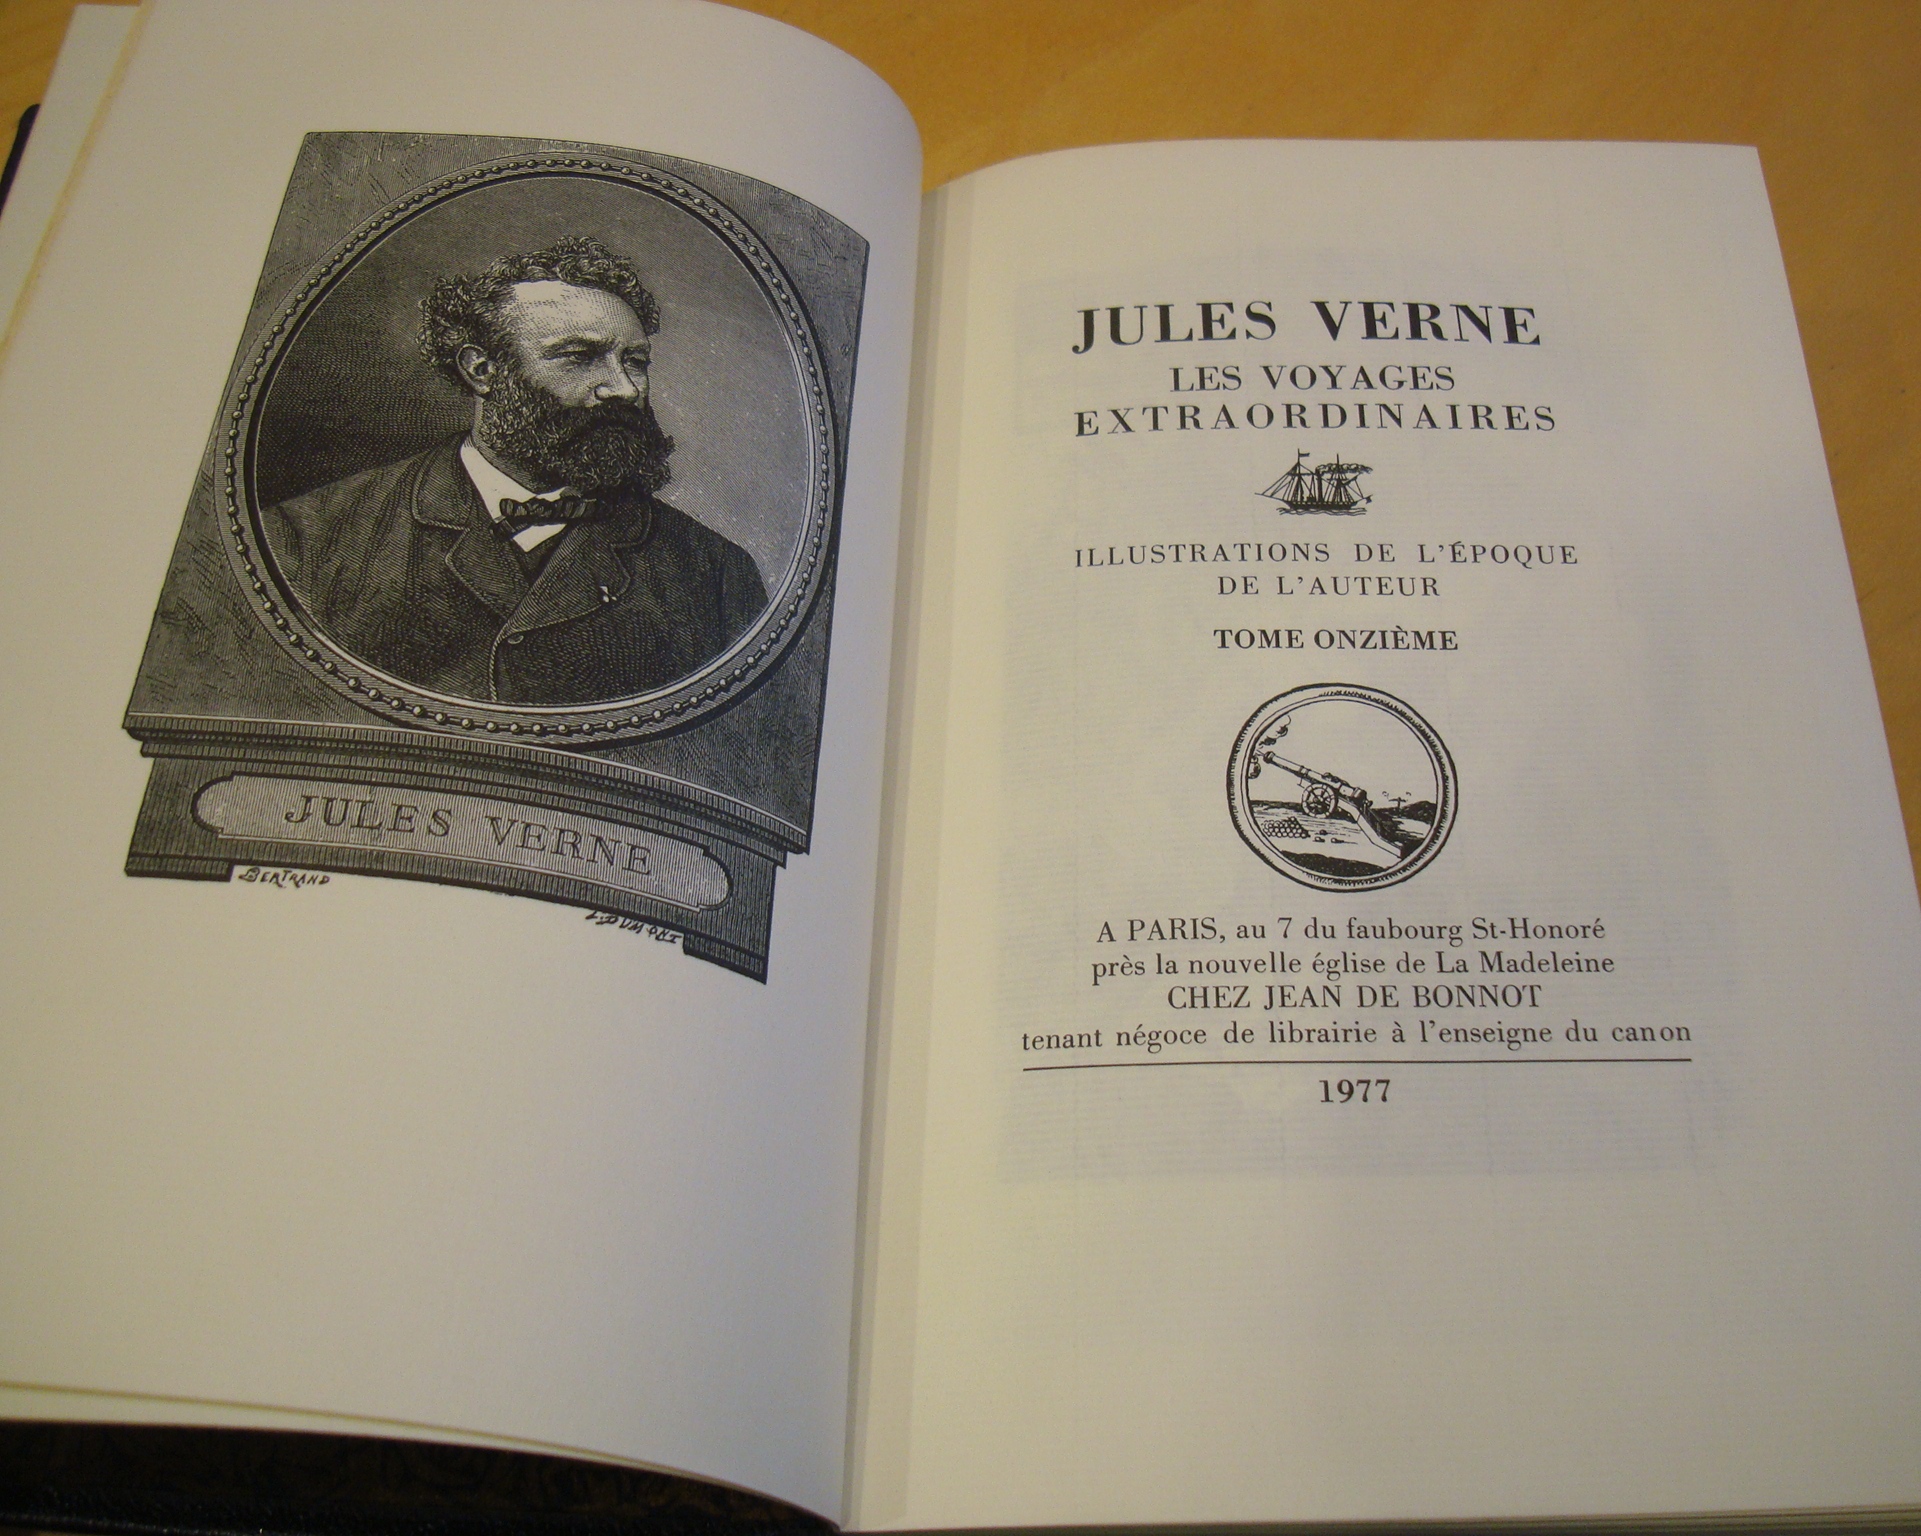 JULES VERNE
BERTRAND
L. DUMONT
JULES VERNE
LES VOYAGES
EXTRAORDINAIRES
ILLUSTRATIONS DE L'ÉPOQUE
DE L'AUTEUR
TOME ONZIÈME
A PARIS, au 7 du faubourg St-Honoré
près la nouvelle église de La Madeleine
CHEZ JEAN DE BONNOT
tenant négoce de librairie à l'enseigne du canon
1977